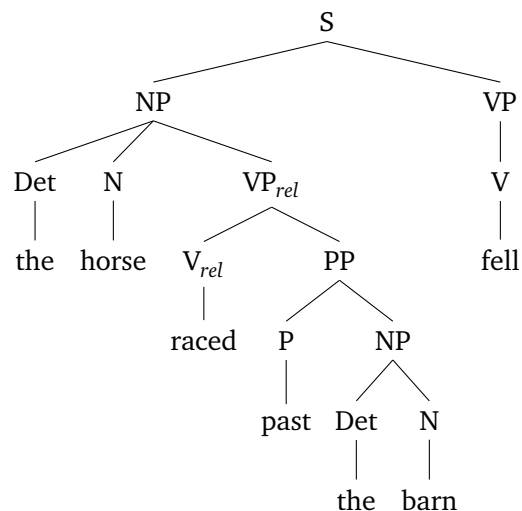 S
NP VP
Det N VP_rel V
the horse V_rel PP fell
raced P NP
past Det N
the barn